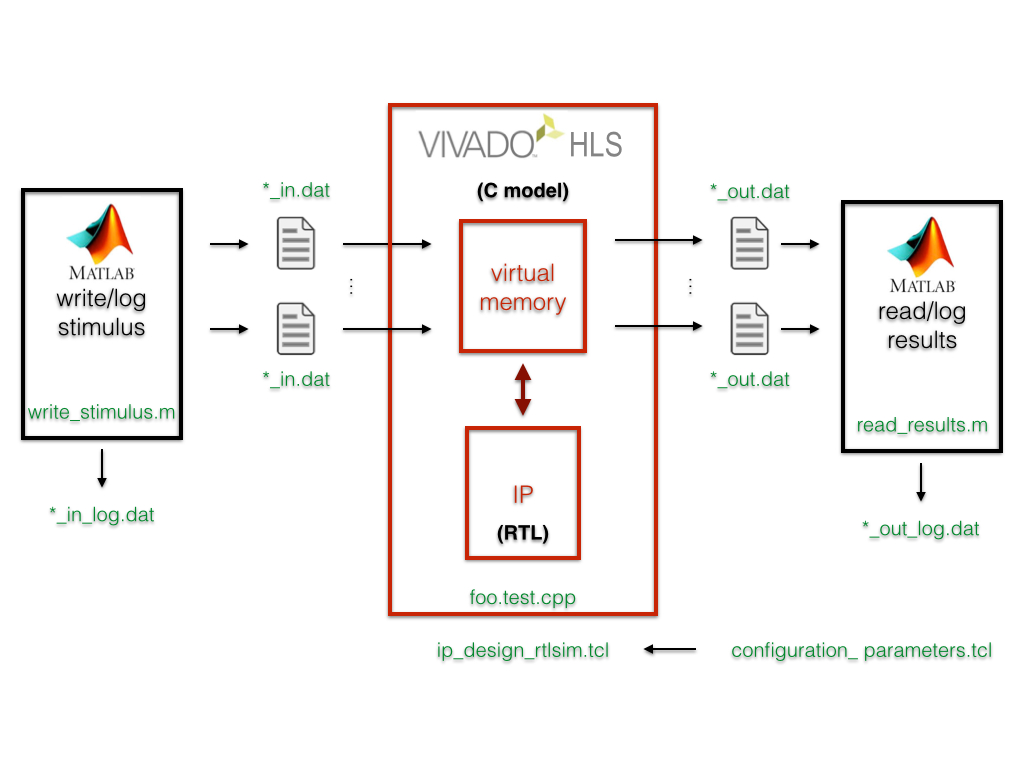 VIVADO™ HLS
(C model)
*_in.dat
*_out.dat
MATLAB
write/log
stimulus
write_stimulus.m
*_in_log.dat
...
*_in.dat
virtual
memory
IP
(RTL)
foo.test.cpp
...
*_out.dat
MATLAB
read/log
results
read_results.m
*_out_log.dat
ip_design_rtlsim.tcl
configuration_ parameters.tcl